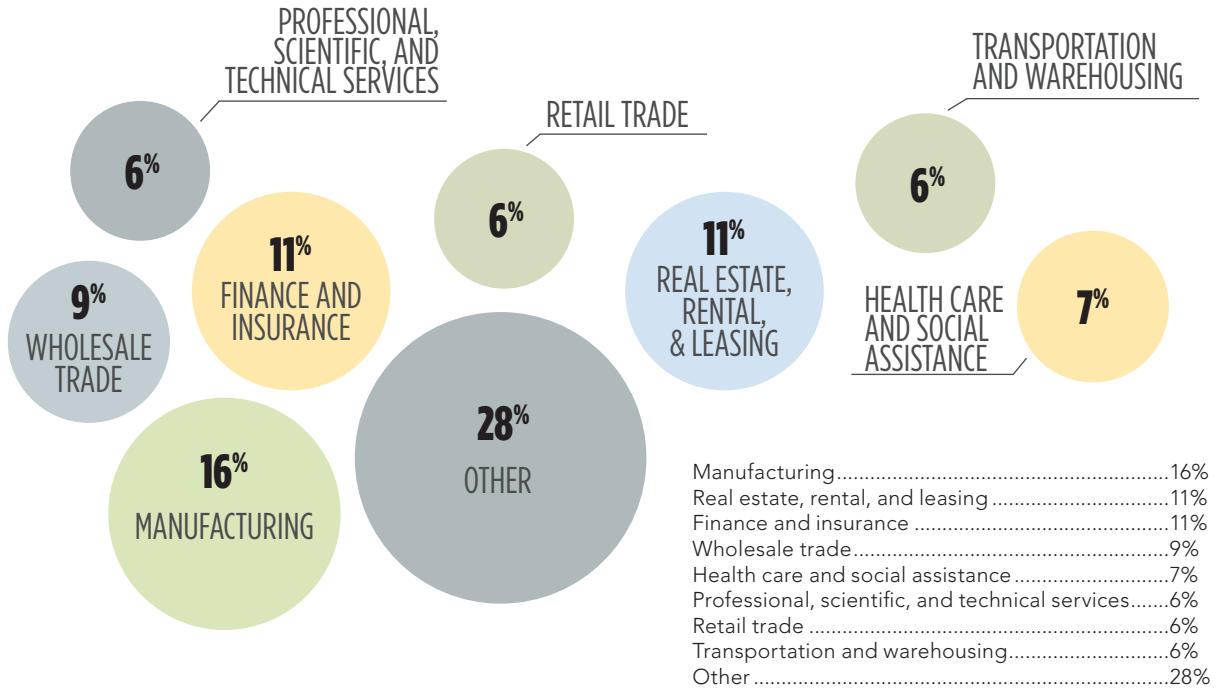 PROFESSIONAL,
SCIENTIFIC, AND
TECHNICAL SERVICES
6%
RETAIL TRADE
6%
TRANSPORTATION
AND WAREHOUSING
6%
9%
WHOLESALE
TRADE
11%
FINANCE AND
INSURANCE
11%
REAL ESTATE,
RENTAL,
& LEASING
HEALTH CARE
AND SOCIAL
ASSISTANCE
7%
16%
MANUFACTURING
28%
OTHER
Manufacturing..........16%
Real estate, rental, and leasing..........11%
Finance and insurance..........11%
Wholesale trade..........9%
Health care and social assistance..........7%
Professional, scientific, and technical services......6%
Retail trade..........6%
Transportation and warehousing..........6%
Other..........28%